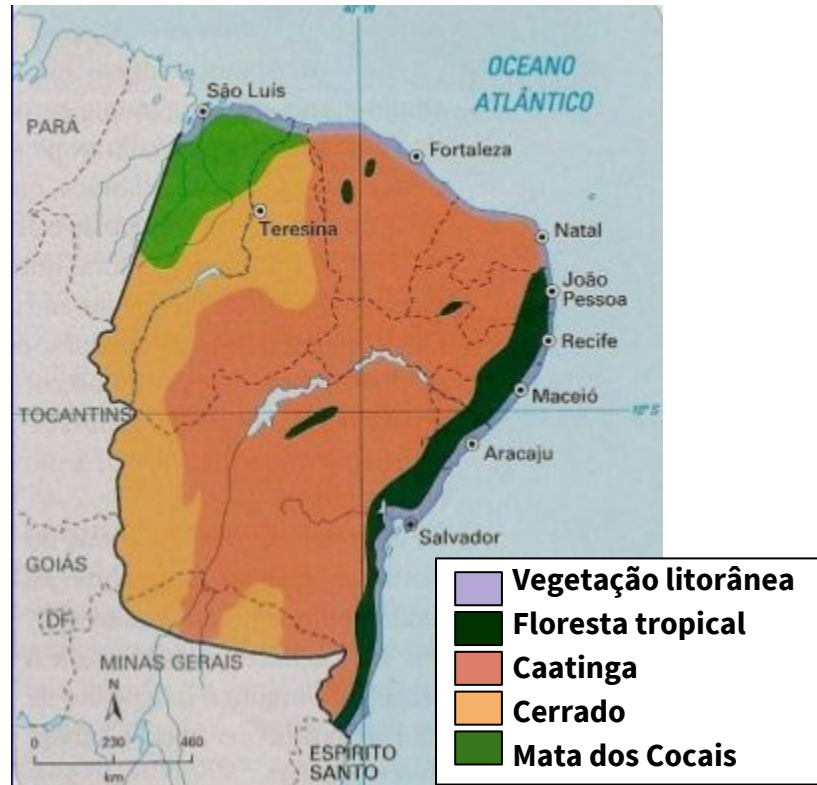 40° W
OCEANO
ATLÂNTICO
São Luís
PARÁ
Fortaleza
Teresina
Natal
João
Pessoa
Recife
Maceió
TOCANTINS
10° S
Aracaju
Salvador
GOIÁS
DF
MINAS GERAIS
N
0 230 460
km
ESPÍRITO
SANTO
Vegetação litorânea
Floresta tropical
Caatinga
Cerrado
Mata dos Cocais